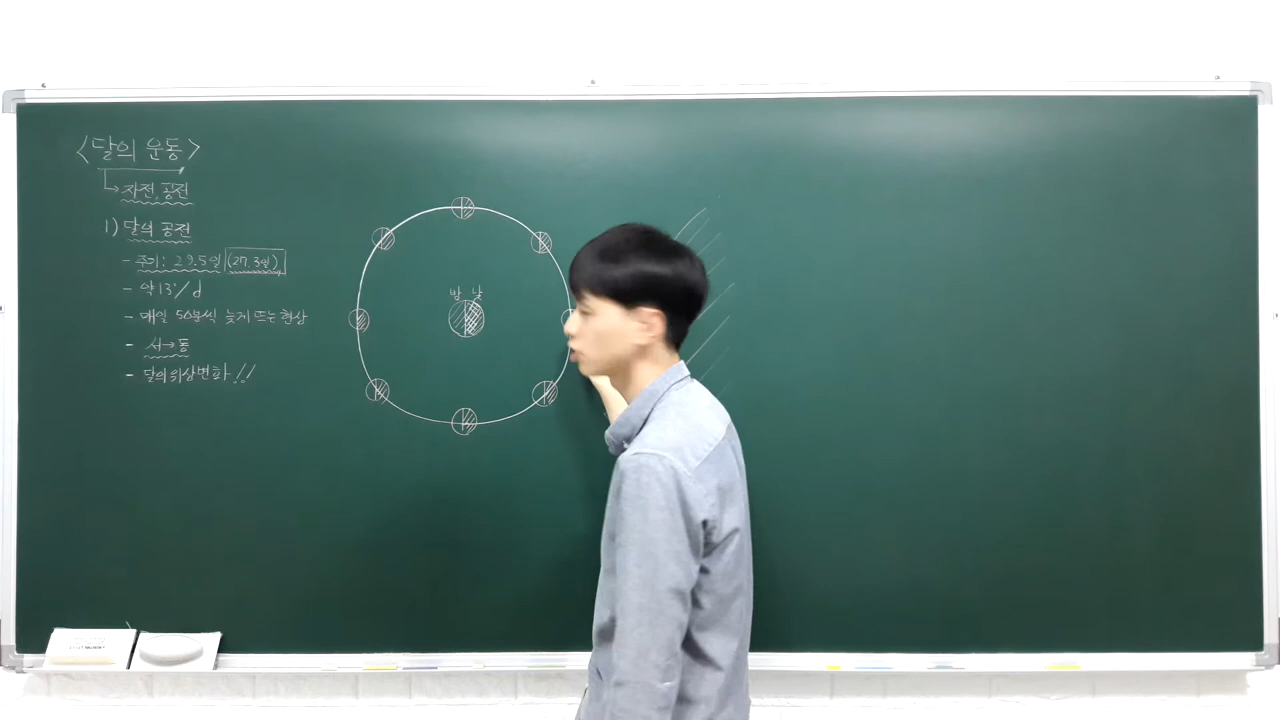 <달의 운동>
→ 자전, 공전
1) 달의 공전
- 주기: 29.5일 (27.3일)
- 약 13°/d
- 매일 50분씩 늦게 뜨는 현상
- 서→동
- 달의 위상변화!!
밤 낮